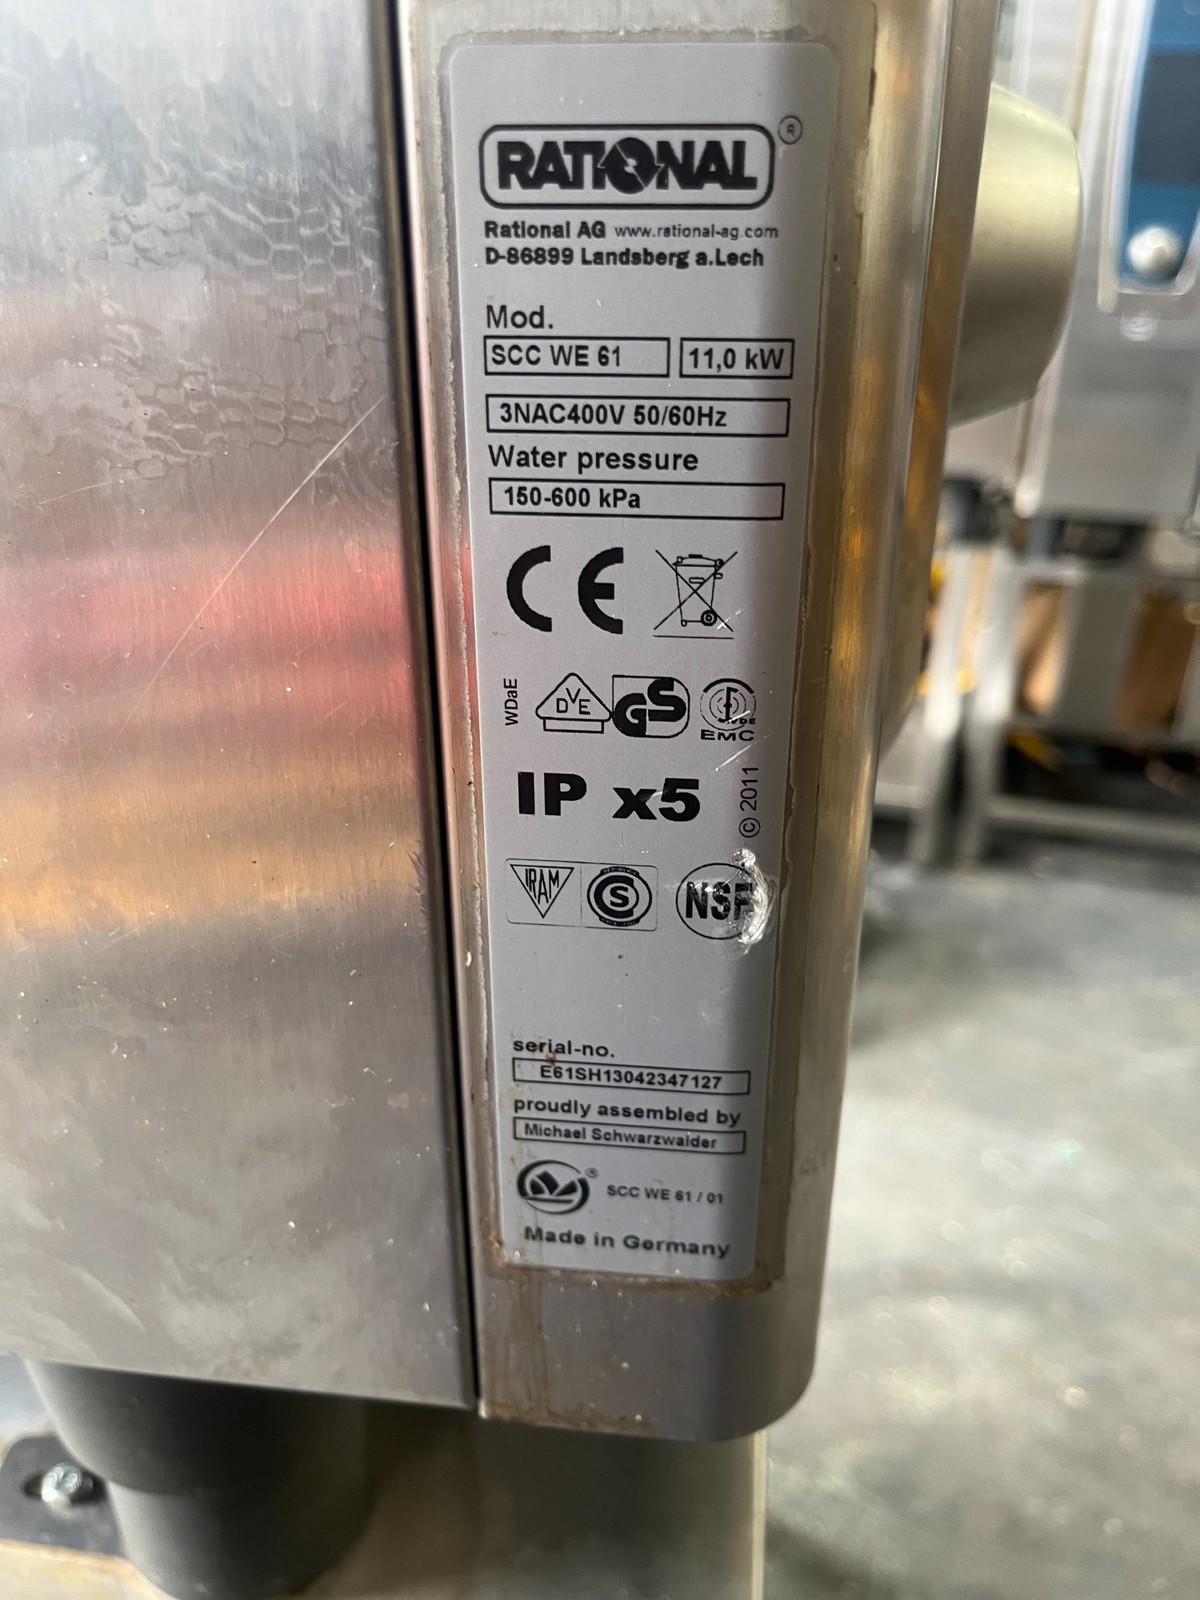 RATIONAL ®
Rational AG www.rational-ag.com
D-86899 Landsberg a.Lech
Mod.
SCC WE 61 11,0 kW
3NAC400V 50/60Hz
Water pressure
150-600 kPa
CE
WDaE DVE GS VDE
EMC
IP x5 © 2011
IRAM S NSF
serial-no.
E61SH13042347127
proudly assembled by
Michael Schwarzwalder
® SCC WE 61 / 01
Made in Germany